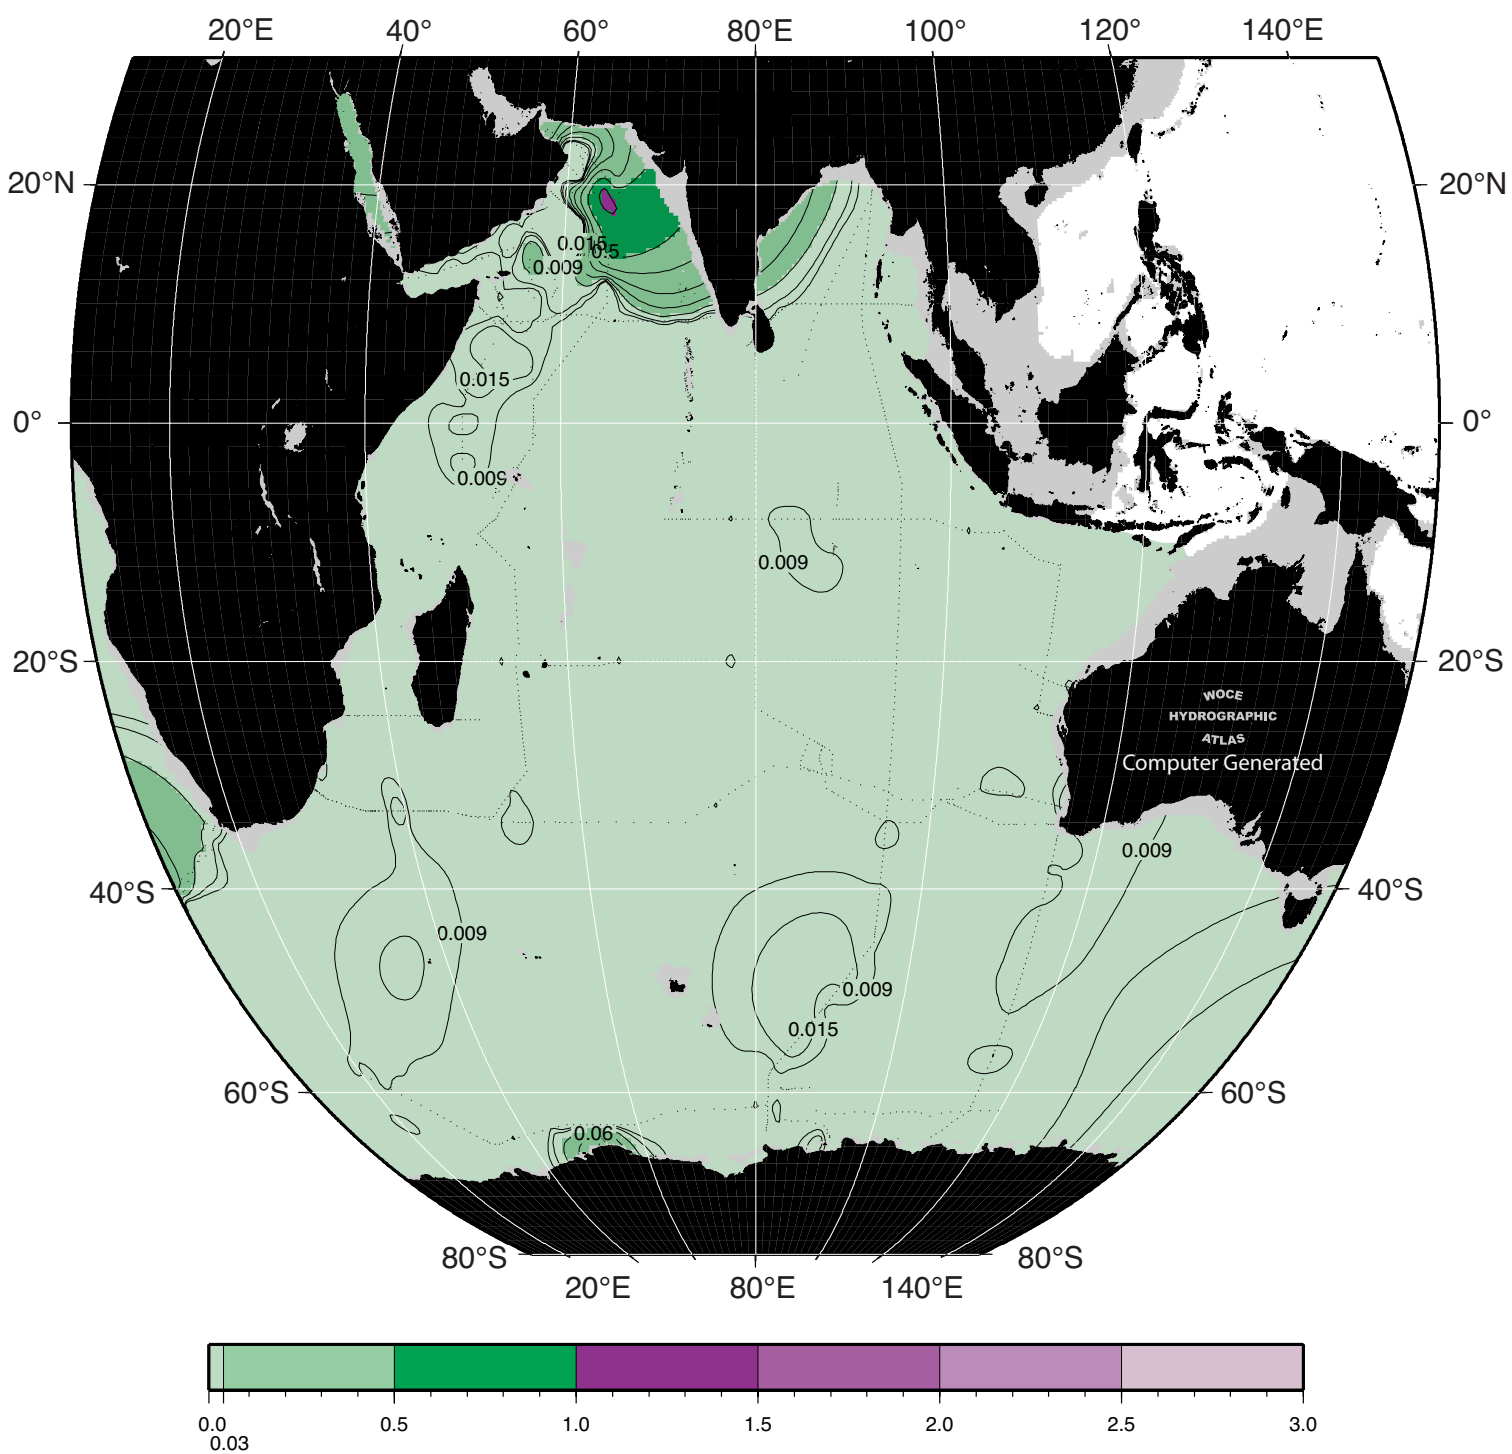 20°E 40° 60° 80°E 100° 120° 140°E
20°N 20°N
0.015
0.5
0.009
0.015
0° 0°
0.009
0.009
20°S 20°S
WOCE
HYDROGRAPHIC
ATLAS
Computer Generated
0.009
40°S 40°S
0.009
0.009
0.015
60°S 60°S
0.06
80°S 80°S
20°E 80°E 140°E
0.0 0.5 1.0 1.5 2.0 2.5 3.0
0.03